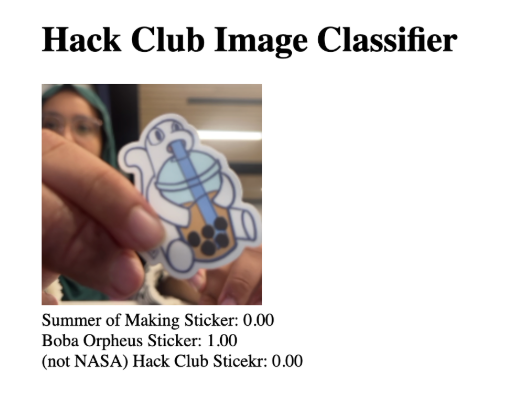 Hack Club Image Classifier
Summer of Making Sticker: 0.00
Boba Orpheus Sticker: 1.00
(not NASA) Hack Club Sticekr: 0.00